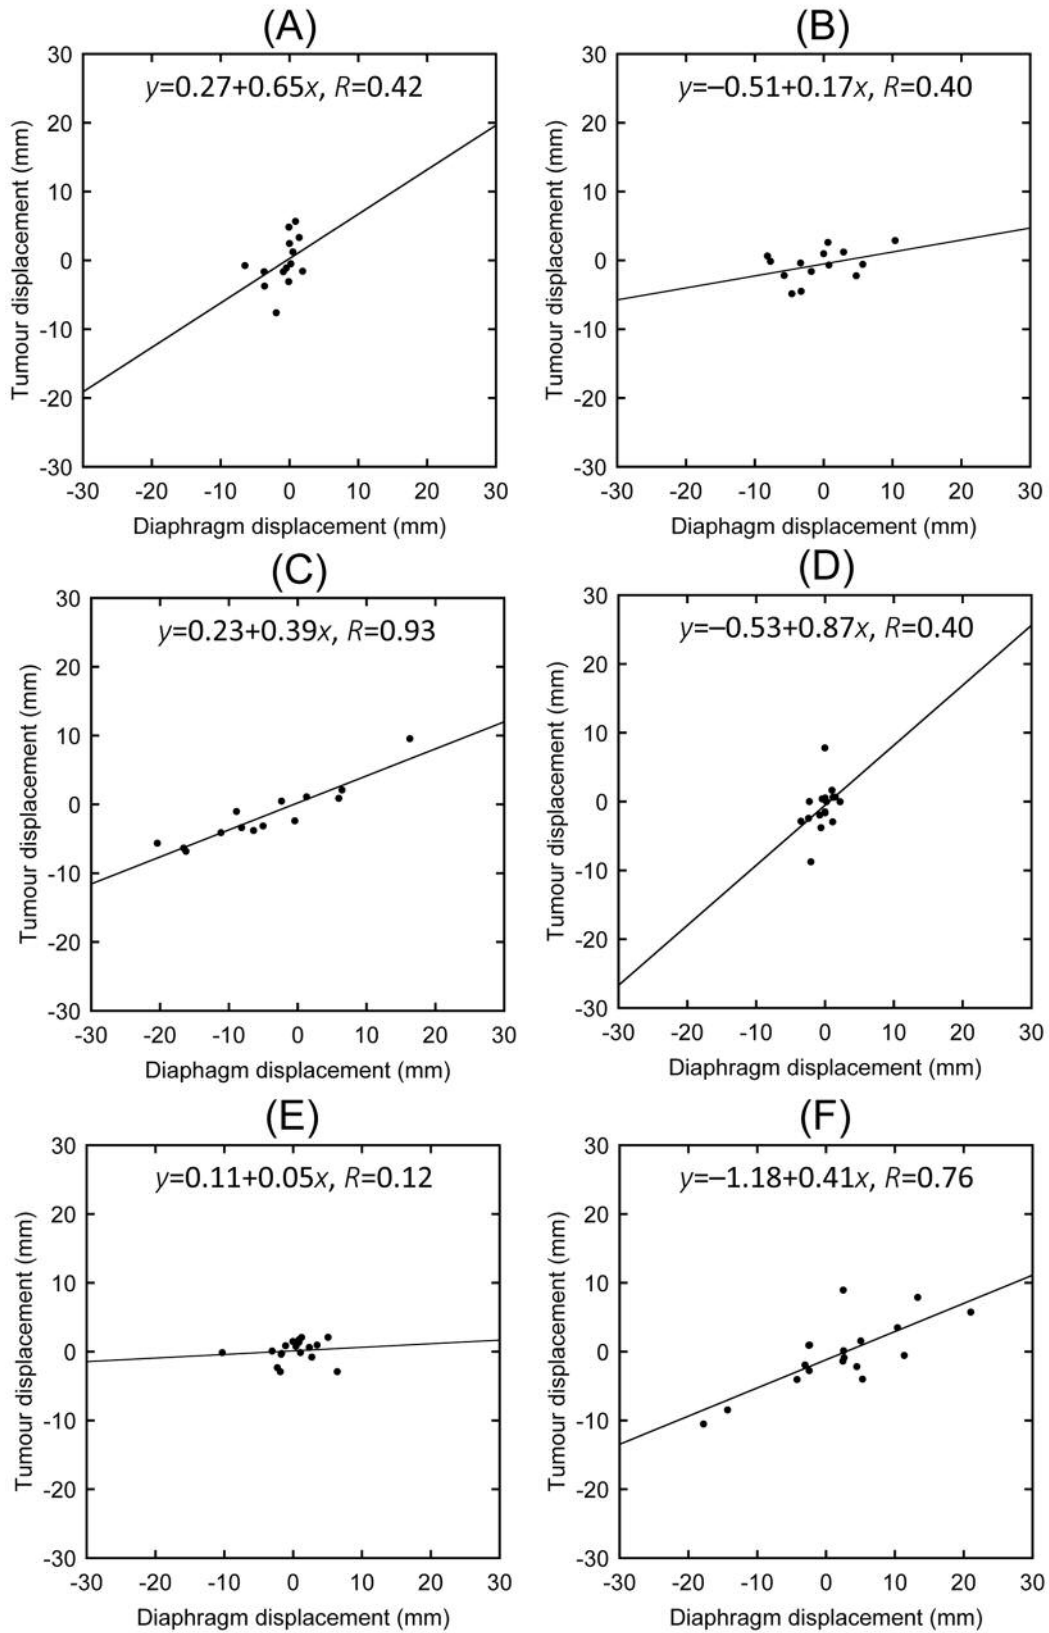 (A)
y=0.27+0.65x, R=0.42
30
20
10
0
-10
-20
-30
Tumour displacement (mm)
-30 -20 -10 0 10 20 30
Diaphragm displacement (mm)
(B)
y=–0.51+0.17x, R=0.40
30
20
10
0
-10
-20
-30
Tumour displacement (mm)
-30 -20 -10 0 10 20 30
Diaphagm displacement (mm)
(C)
y=0.23+0.39x, R=0.93
30
20
10
0
-10
-20
-30
Tumour displacement (mm)
-30 -20 -10 0 10 20 30
Diaphagm displacement (mm)
(D)
y=–0.53+0.87x, R=0.40
30
20
10
0
-10
-20
-30
Tumour displacement (mm)
-30 -20 -10 0 10 20 30
Diaphragm displacement (mm)
(E)
y=0.11+0.05x, R=0.12
30
20
10
0
-10
-20
-30
Tumour displacement (mm)
-30 -20 -10 0 10 20 30
Diaphragm displacement (mm)
(F)
y=–1.18+0.41x, R=0.76
30
20
10
0
-10
-20
-30
Tumour displacement (mm)
-30 -20 -10 0 10 20 30
Diaphragm displacement (mm)